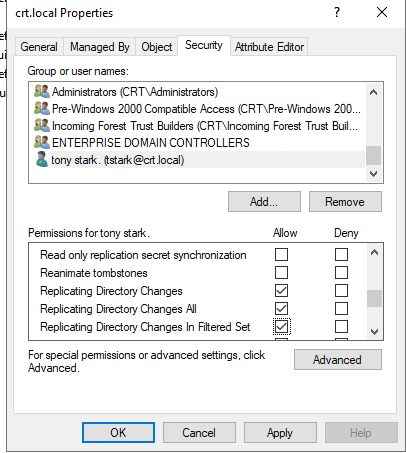 crt.local Properties
General Managed By Object Security Attribute Editor
Group or user names:
Administrators (CRT\Administrators)
Pre-Windows 2000 Compatible Access (CRT\Pre-Windows 200...
Incoming Forest Trust Builders (CRT\Incoming Forest Trust Buil...
ENTERPRISE DOMAIN CONTROLLERS
tony stark. (tstark@crt.local)
Add... Remove
Permissions for tony stark. Allow Deny
Read only replication secret synchronization
Reanimate tombstones
Replicating Directory Changes
Replicating Directory Changes All
Replicating Directory Changes In Filtered Set
For special permissions or advanced settings, click
Advanced.
Advanced
OK Cancel Apply Help